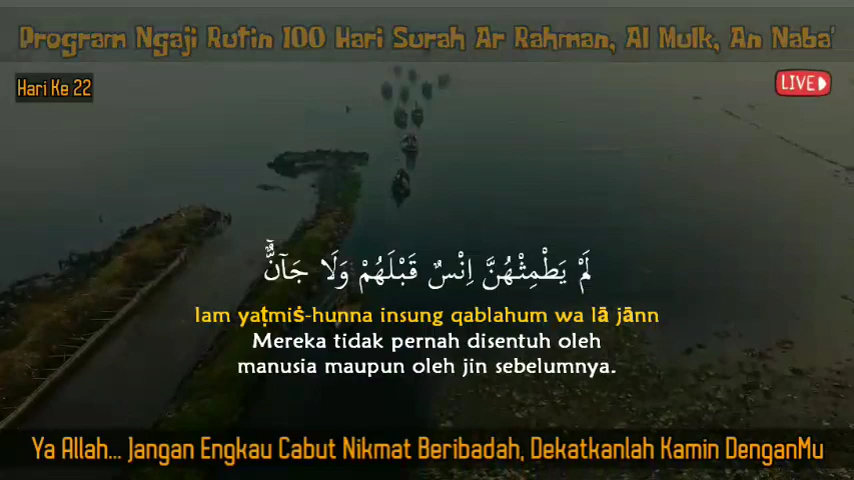 Program Ngaji Rutin 100 Hari Surah Ar Rahman, Al Mulk, An Naba'
Hari Ke 22
LIVE
لَمْ يَطْمِثْهُنَّ اِنْسٌ قَبْلَهُمْ وَلَا جَاۤنٌّۚ
lam yaṭmiṡ-hunna insung qablahum wa lā jānn
Mereka tidak pernah disentuh oleh
manusia maupun oleh jin sebelumnya.
Ya Allah... Jangan Engkau Cabut Nikmat Beribadah, Dekatkanlah Kamin DenganMu